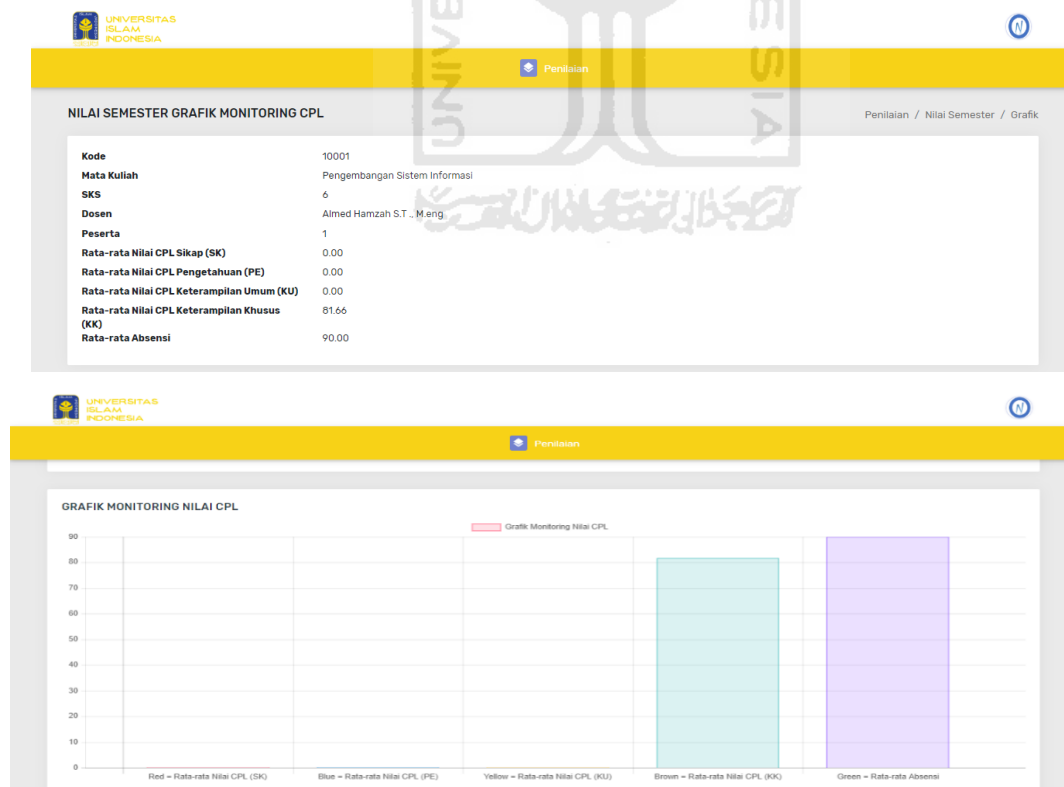 UNIVERSITAS
ISLAM
INDONESIA
N
Penilaian
NILAI SEMESTER GRAFIK MONITORING CPL
Penilaian / Nilai Semester / Grafik
Kode 10001
Mata Kuliah Pengembangan Sistem Informasi
SKS 6
Dosen Almed Hamzah S.T ., M.eng
Peserta 1
Rata-rata Nilai CPL Sikap (SK) 0.00
Rata-rata Nilai CPL Pengetahuan (PE) 0.00
Rata-rata Nilai CPL Keterampilan Umum (KU) 0.00
Rata-rata Nilai CPL Keterampilan Khusus 81.66
(KK)
Rata-rata Absensi 90.00
UNIVERSITAS
ISLAM
INDONESIA
N
Penilaian
GRAFIK MONITORING NILAI CPL
Grafik Monitoring Nilai CPL
90
80
70
60
50
40
30
20
10
0
Red = Rata-rata Nilai CPL (SK) Blue = Rata-rata Nilai CPL (PE) Yellow = Rata-rata Nilai CPL (KU) Brown = Rata-rata Nilai CPL (KK) Green = Rata-rata Absensi